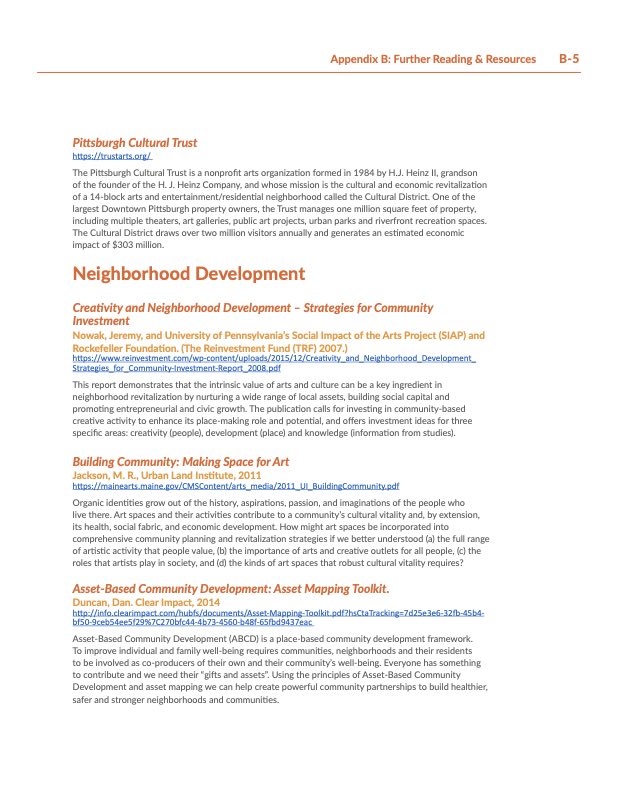 Appendix B: Further Reading & Resources B-5
Pittsburgh Cultural Trust
https://trustarts.org/
The Pittsburgh Cultural Trust is a nonprofit arts organization formed in 1984 by H.J. Heinz II, grandson
of the founder of the H. J. Heinz Company, and whose mission is the cultural and economic revitalization
of a 14-block arts and entertainment/residential neighborhood called the Cultural District. One of the
largest Downtown Pittsburgh property owners, the Trust manages one million square feet of property,
including multiple theaters, art galleries, public art projects, urban parks and riverfront recreation spaces.
The Cultural District draws over two million visitors annually and generates an estimated economic
impact of $303 million.
Neighborhood Development
Creativity and Neighborhood Development – Strategies for Community
Investment
Nowak, Jeremy, and University of Pennsylvania's Social Impact of the Arts Project (SIAP) and
Rockefeller Foundation. (The Reinvestment Fund (TRF) 2007.)
https://www.reinvestment.com/wp-content/uploads/2015/12/Creativity_and_Neighborhood_Development_
Strategies_for_Community-Investment-Report_2008.pdf
This report demonstrates that the intrinsic value of arts and culture can be a key ingredient in
neighborhood revitalization by nurturing a wide range of local assets, building social capital and
promoting entrepreneurial and civic growth. The publication calls for investing in community-based
creative activity to enhance its place-making role and potential, and offers investment ideas for three
specific areas: creativity (people), development (place) and knowledge (information from studies).
Building Community: Making Space for Art
Jackson, M. R., Urban Land Institute, 2011
https://mainearts.maine.gov/CMSContent/arts_media/2011_UI_BuildingCommunity.pdf
Organic identities grow out of the history, aspirations, passion, and imaginations of the people who
live there. Art spaces and their activities contribute to a community's cultural vitality and, by extension,
its health, social fabric, and economic development. How might art spaces be incorporated into
comprehensive community planning and revitalization strategies if we better understood (a) the full range
of artistic activity that people value, (b) the importance of arts and creative outlets for all people, (c) the
roles that artists play in society, and (d) the kinds of art spaces that robust cultural vitality requires?
Asset-Based Community Development: Asset Mapping Toolkit.
Duncan, Dan. Clear Impact, 2014
http://info.clearimpact.com/hubfs/documents/Asset-Mapping-Toolkit.pdf?hsCtaTracking=7d25e3e6-32fb-45b4-
bf50-9ceb54ee5f29%7C270bfc44-4b73-4560-b48f-65fbd9437eac
Asset-Based Community Development (ABCD) is a place-based community development framework.
To improve individual and family well-being requires communities, neighborhoods and their residents
to be involved as co-producers of their own and their community's well-being. Everyone has something
to contribute and we need their "gifts and assets". Using the principles of Asset-Based Community
Development and asset mapping we can help create powerful community partnerships to build healthier,
safer and stronger neighborhoods and communities.